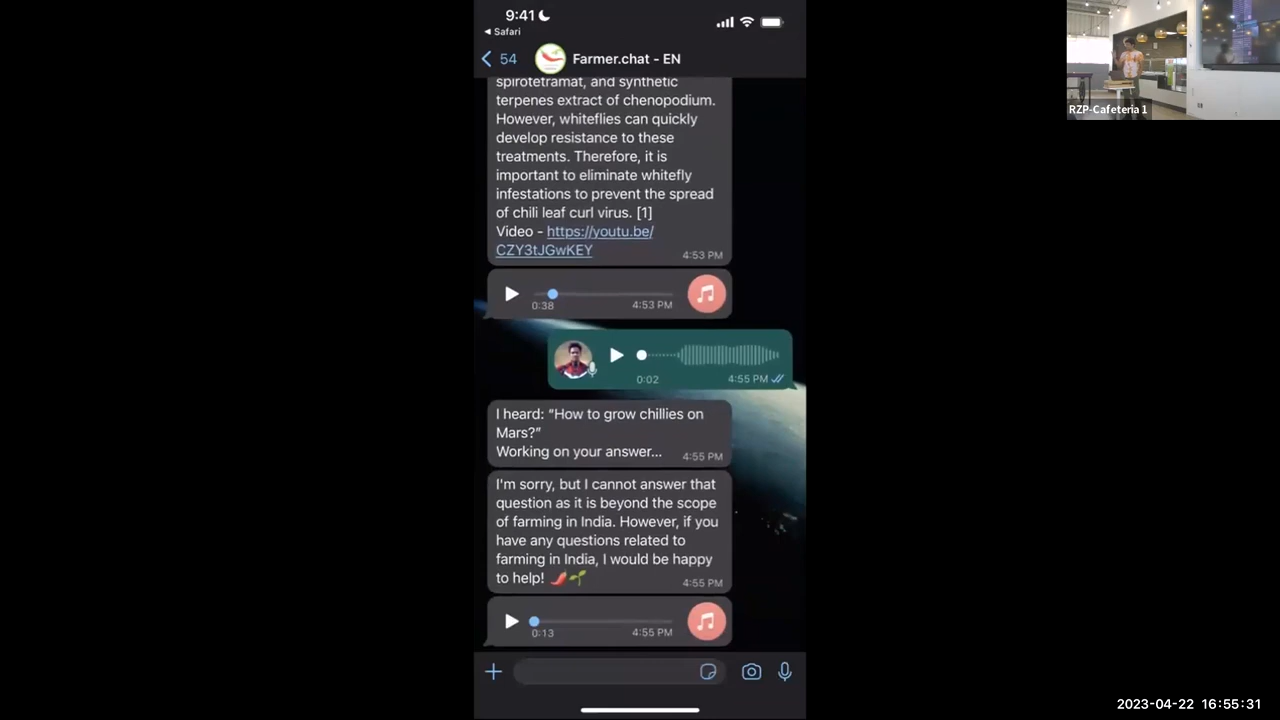 9:41
Safari
54
Farmer.chat - EN
spirotetramat, and synthetic
terpenes extract of chenopodium.
However, whiteflies can quickly
develop resistance to these
treatments. Therefore, it is
important to eliminate whitefly
infestations to prevent the spread
of chili leaf curl virus. [1]
Video - https://youtu.be/
CZY3tJGwKEY
4:53 PM
0:38
4:53 PM
0:02
4:55 PM
I heard: “How to grow chillies on
Mars?”
Working on your answer...
4:55 PM
I'm sorry, but I cannot answer that
question as it is beyond the scope
of farming in India. However, if you
have any questions related to
farming in India, I would be happy
to help! 🌶️🌱
4:55 PM
0:13
4:55 PM
RZP-Cafeteria 1
2023-04-22 16:55:31